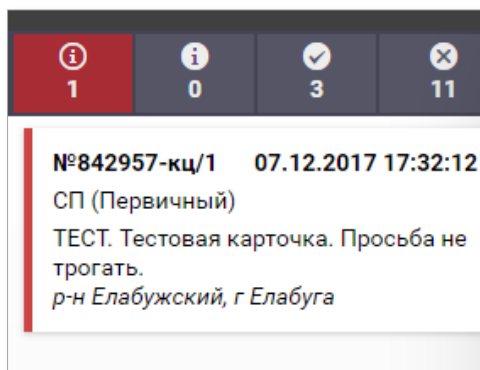 1 0 3 11
№842957-кц/1 07.12.2017 17:32:12
СП (Первичный)
ТЕСТ. Тестовая карточка. Просьба не
трогать.
р-н Елабужский, г Елабуга